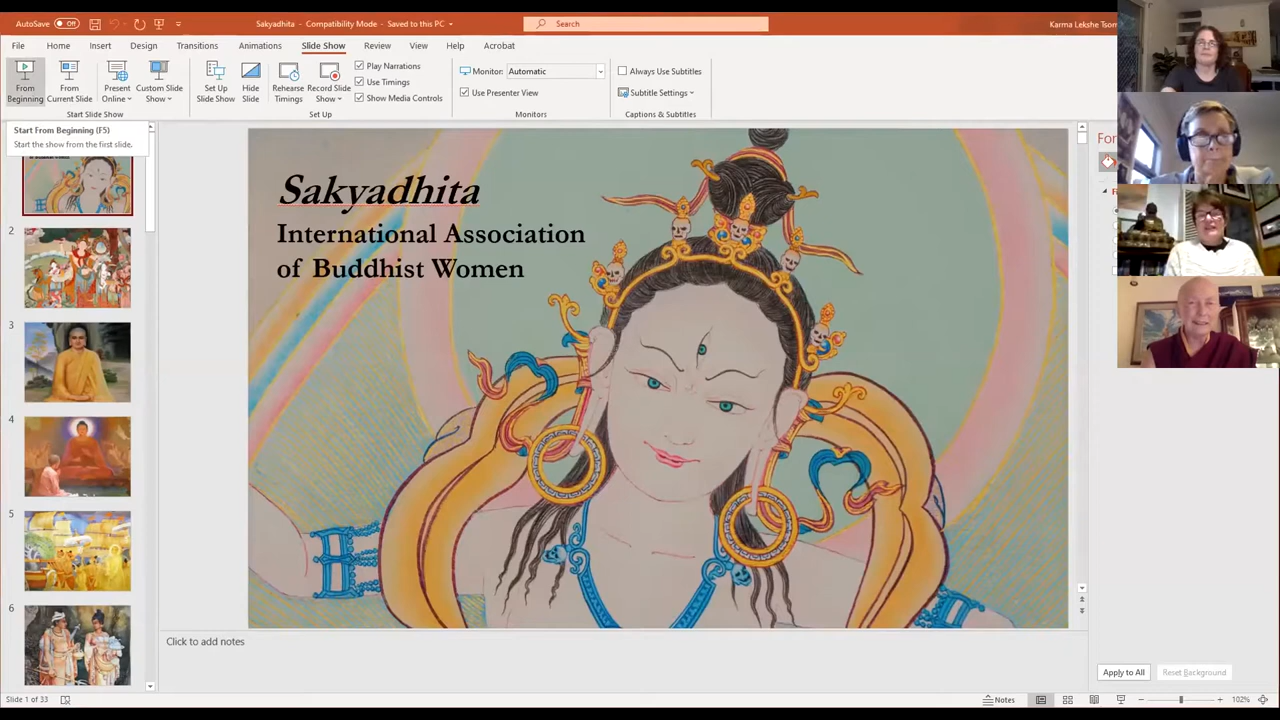 AutoSave Off
Sakyadhita - Compatibility Mode - Saved to this PC
Search
Karma Lekshe Tsom
File Home Insert Design Transitions Animations Slide Show Review View Help Acrobat
From Beginning
From Current Slide
Present Online
Custom Slide Show
Start Slide Show
Set Up Slide Show
Hide Slide
Rehearse Timings
Record Slide Show
Play Narrations
Use Timings
Show Media Controls
Set Up
Monitor: Automatic
Use Presenter View
Monitors
Always Use Subtitles
Subtitle Settings
Captions & Subtitles
Start From Beginning (F5)
Start the show from the first slide.
2
3
4
5
6
Sakyadhita
International Association
of Buddhist Women
For
Click to add notes
Apply to All
Reset Background
Slide 1 of 33
Notes
102%